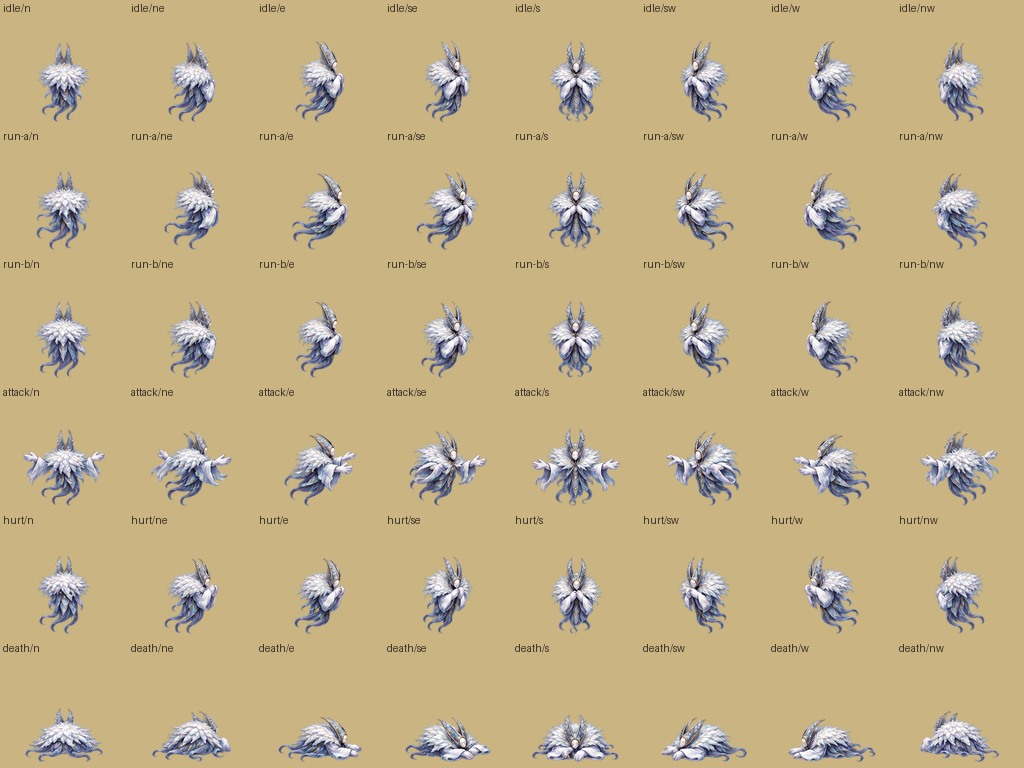 idle/n idle/ne idle/e idle/se idle/s idle/sw idle/w idle/nw
run-a/n run-a/ne run-a/e run-a/se run-a/s run-a/sw run-a/w run-a/nw
run-b/n run-b/ne run-b/e run-b/se run-b/s run-b/sw run-b/w run-b/nw
attack/n attack/ne attack/e attack/se attack/s attack/sw attack/w attack/nw
hurt/n hurt/ne hurt/e hurt/se hurt/s hurt/sw hurt/w hurt/nw
death/n death/ne death/e death/se death/s death/sw death/w death/nw